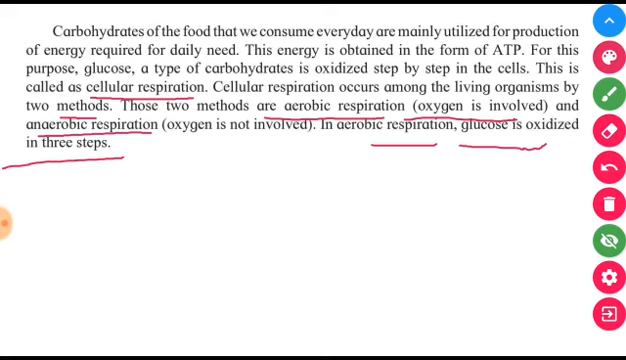 Carbohydrates of the food that we consume everyday are mainly utilized for production
of energy required for daily need. This energy is obtained in the form of ATP. For this
purpose, glucose, a type of carbohydrates is oxidized step by step in the cells. This is
called as cellular respiration. Cellular respiration occurs among the living organisms by
two methods. Those two methods are aerobic respiration (oxygen is involved) and
anaerobic respiration (oxygen is not involved). In aerobic respiration, glucose is oxidized
in three steps.